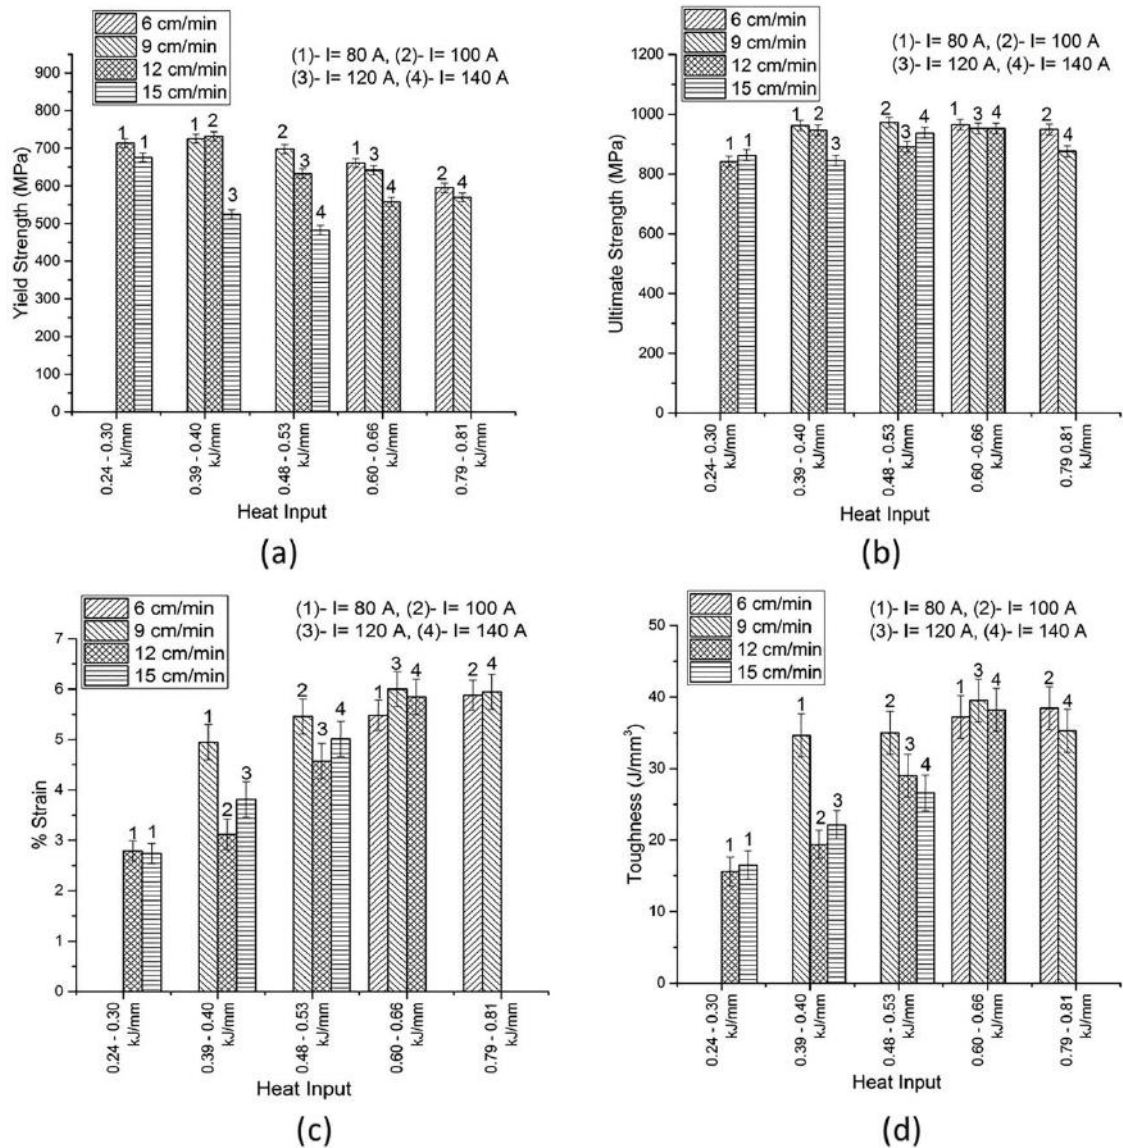 6 cm/min
9 cm/min
12 cm/min
15 cm/min
(1)- I= 80 A, (2)- I= 100 A
(3)- I= 120 A, (4)- I= 140 A
900
800
700
600
500
400
300
200
100
0
Yield Strength (MPa)
1 1 1 2 3 2 3 4 1 3 4 2 4
0.24- 0.30 kJ/mm
0.39 - 0.40 kJ/mm
0.48 - 0.53 kJ/mm
0.60 - 0.66 kJ/mm
0.79 - 0.81 kJ/mm
Heat Input
(a)
6 cm/min
9 cm/min
12 cm/min
15 cm/min
(1)- I= 80 A, (2)- I= 100 A
(3)- I= 120 A, (4)- I= 140 A
1200
1000
800
600
400
200
0
Ultimate Strength (MPa)
1 1 1 2 3 2 3 4 1 3 4 2 4
0.24- 0.30 kJ/mm
0.39 - 0.40 kJ/mm
0.48 - 0.53 kJ/mm
0.60 -0.66 kJ/mm
0.79 0.81 kJ/mm
Heat Input
(b)
6 cm/min
9 cm/min
12 cm/min
15 cm/min
(1)- I= 80 A, (2)- I= 100 A
(3)- I= 120 A, (4)- I= 140 A
7
6
5
4
3
2
1
0
% Strain
1 1 1 2 3 2 3 4 1 3 4 2 4
0.24 - 0.30 kJ/mm
0.39 - 0.40 kJ/mm
0.48 - 0.53 kJ/mm
0.60 - 0.66 kJ/mm
0.79 - 0.81 kJ/mm
Heat Input
(c)
6 cm/min
9 cm/min
12 cm/min
15 cm/min
(1)- I= 80 A, (2)- I= 100 A
(3)- I= 120 A, (4)- I= 140 A
50
40
30
20
10
0
Toughness (J/mm³)
1 1 1 2 3 2 3 4 1 3 4 2 4
0.24 - 0.30 kJ/mm
0.39 - 0.40 kJ/mm
0.48 - 0.53 kJ/mm
0.60 - 0.66 kJ/mm
0.79 - 0.81 kJ/mm
Heat Input
(d)